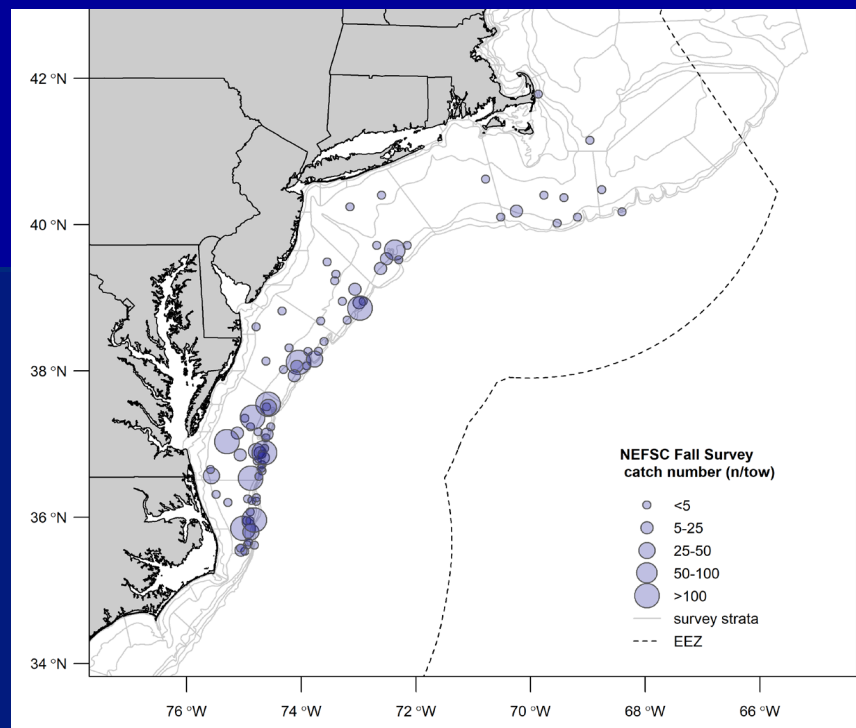 42 °N
40 °N
38 °N
36 °N
34 °N
NEFSC Fall Survey
catch number (n/tow)
<5
5-25
25-50
50-100
>100
survey strata
EEZ
76 °W
74 °W
72 °W
70 °W
68 °W
66 °W